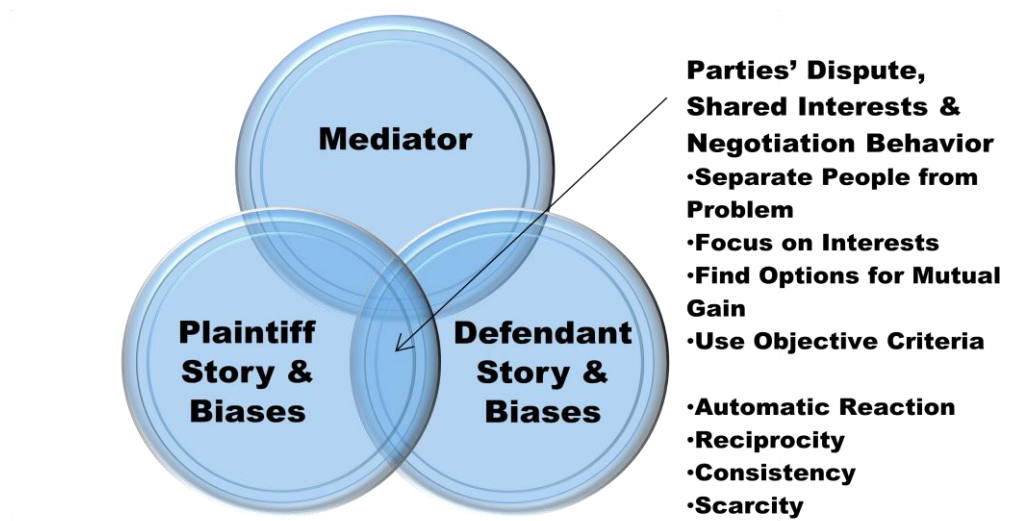 Mediator
Plaintiff
Story &
Biases
Defendant
Story &
Biases
Parties’ Dispute,
Shared Interests &
Negotiation Behavior
•Separate People from
Problem
•Focus on Interests
•Find Options for Mutual
Gain
•Use Objective Criteria
•Automatic Reaction
•Reciprocity
•Consistency
•Scarcity